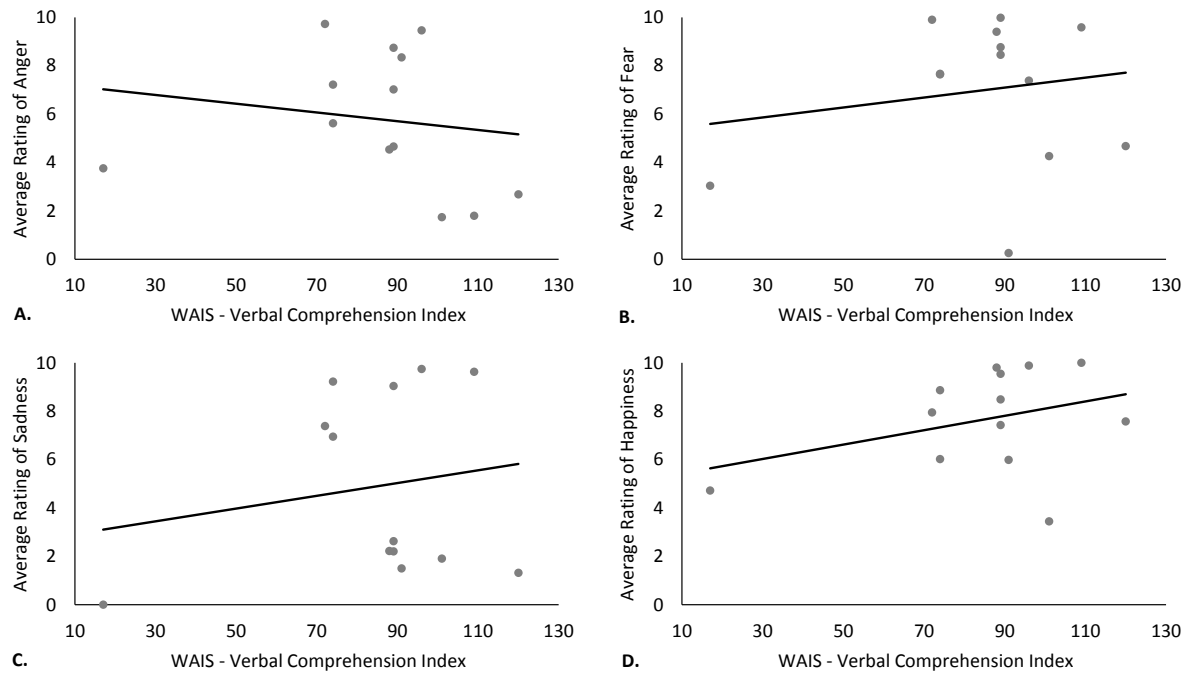 Average Rating of Anger
10
8
6
4
2
0
10 30 50 70 90 110 130
A. WAIS - Verbal Comprehension Index
Average Rating of Fear
10
8
6
4
2
0
10 30 50 70 90 110 130
B. WAIS - Verbal Comprehension Index
Average Rating of Sadness
10
8
6
4
2
0
10 30 50 70 90 110 130
C. WAIS - Verbal Comprehension Index
Average Rating of Happiness
10
8
6
4
2
0
10 30 50 70 90 110 130
D. WAIS - Verbal Comprehension Index